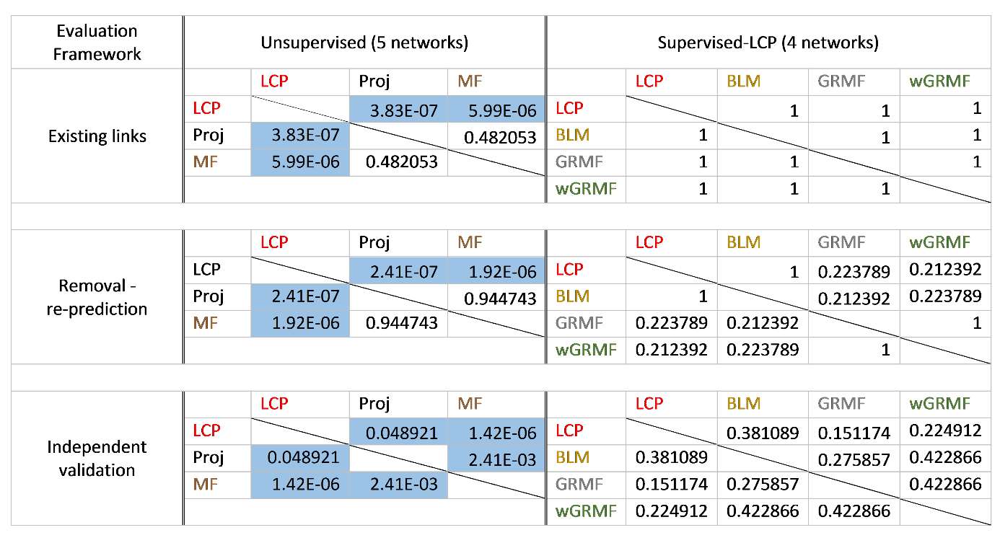 Evaluation Framework Unsupervised (5 networks) Supervised-LCP (4 networks)
LCP Proj MF LCP BLM GRMF wGRMF
LCP 3.83E-07 5.99E-06 LCP 1 1 1
Existing links Proj 3.83E-07 0.482053 BLM 1 1 1
MF 5.99E-06 0.482053 GRMF 1 1 1
wGRMF 1 1 1
LCP Proj MF LCP BLM GRMF wGRMF
LCP 2.41E-07 1.92E-06 LCP 1 0.223789 0.212392
Removal - re-prediction Proj 2.41E-07 0.944743 BLM 1 0.212392 0.223789
MF 1.92E-06 0.944743 GRMF 0.223789 0.212392 1
wGRMF 0.212392 0.223789 1
LCP Proj MF LCP BLM GRMF wGRMF
LCP 0.048921 1.42E-06 LCP 0.381089 0.151174 0.224912
Independent validation Proj 0.048921 2.41E-03 BLM 0.381089 0.275857 0.422866
MF 1.42E-06 2.41E-03 GRMF 0.151174 0.275857 0.422866
wGRMF 0.224912 0.422866 0.422866